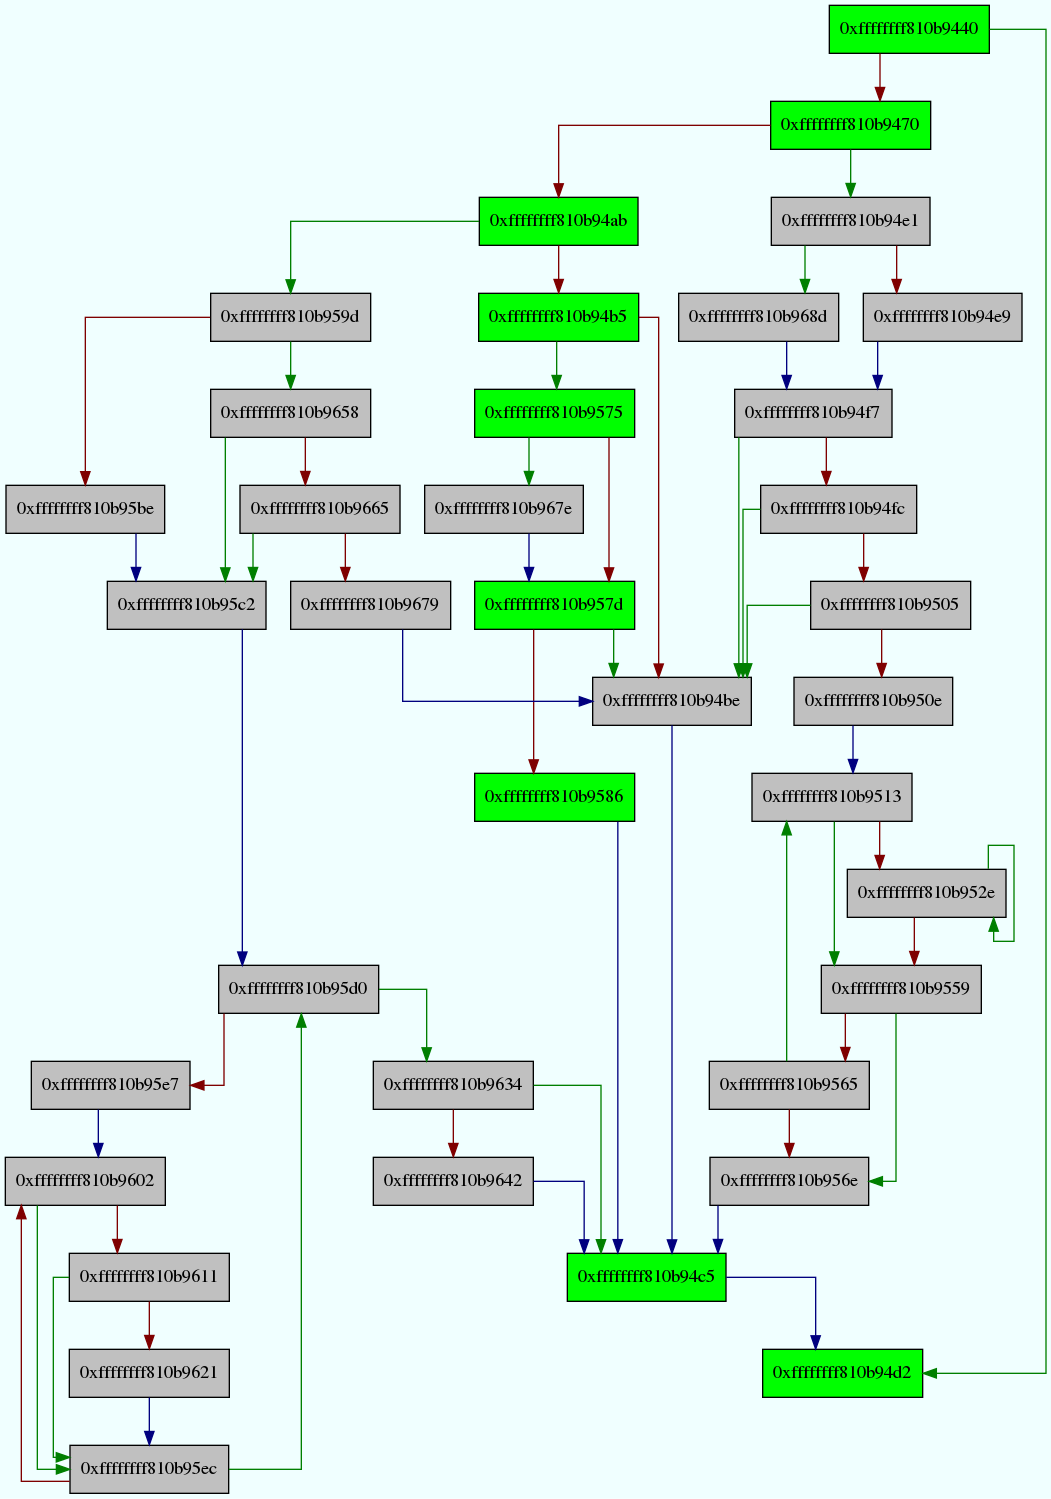 0xffffffff810b9440
0xffffffff810b9470
0xffffffff810b94ab
0xffffffff810b94e1
0xffffffff810b959d
0xffffffff810b94b5
0xffffffff810b968d
0xffffffff810b94e9
0xffffffff810b9658
0xffffffff810b9575
0xffffffff810b94f7
0xffffffff810b95be
0xffffffff810b9665
0xffffffff810b967e
0xffffffff810b94fc
0xffffffff810b95c2
0xffffffff810b9679
0xffffffff810b957d
0xffffffff810b9505
0xffffffff810b94be
0xffffffff810b950e
0xffffffff810b9586
0xffffffff810b9513
0xffffffff810b952e
0xffffffff810b95d0
0xffffffff810b9559
0xffffffff810b95e7
0xffffffff810b9634
0xffffffff810b9565
0xffffffff810b9602
0xffffffff810b9642
0xffffffff810b956e
0xffffffff810b9611
0xffffffff810b94c5
0xffffffff810b9621
0xffffffff810b94d2
0xffffffff810b95ec